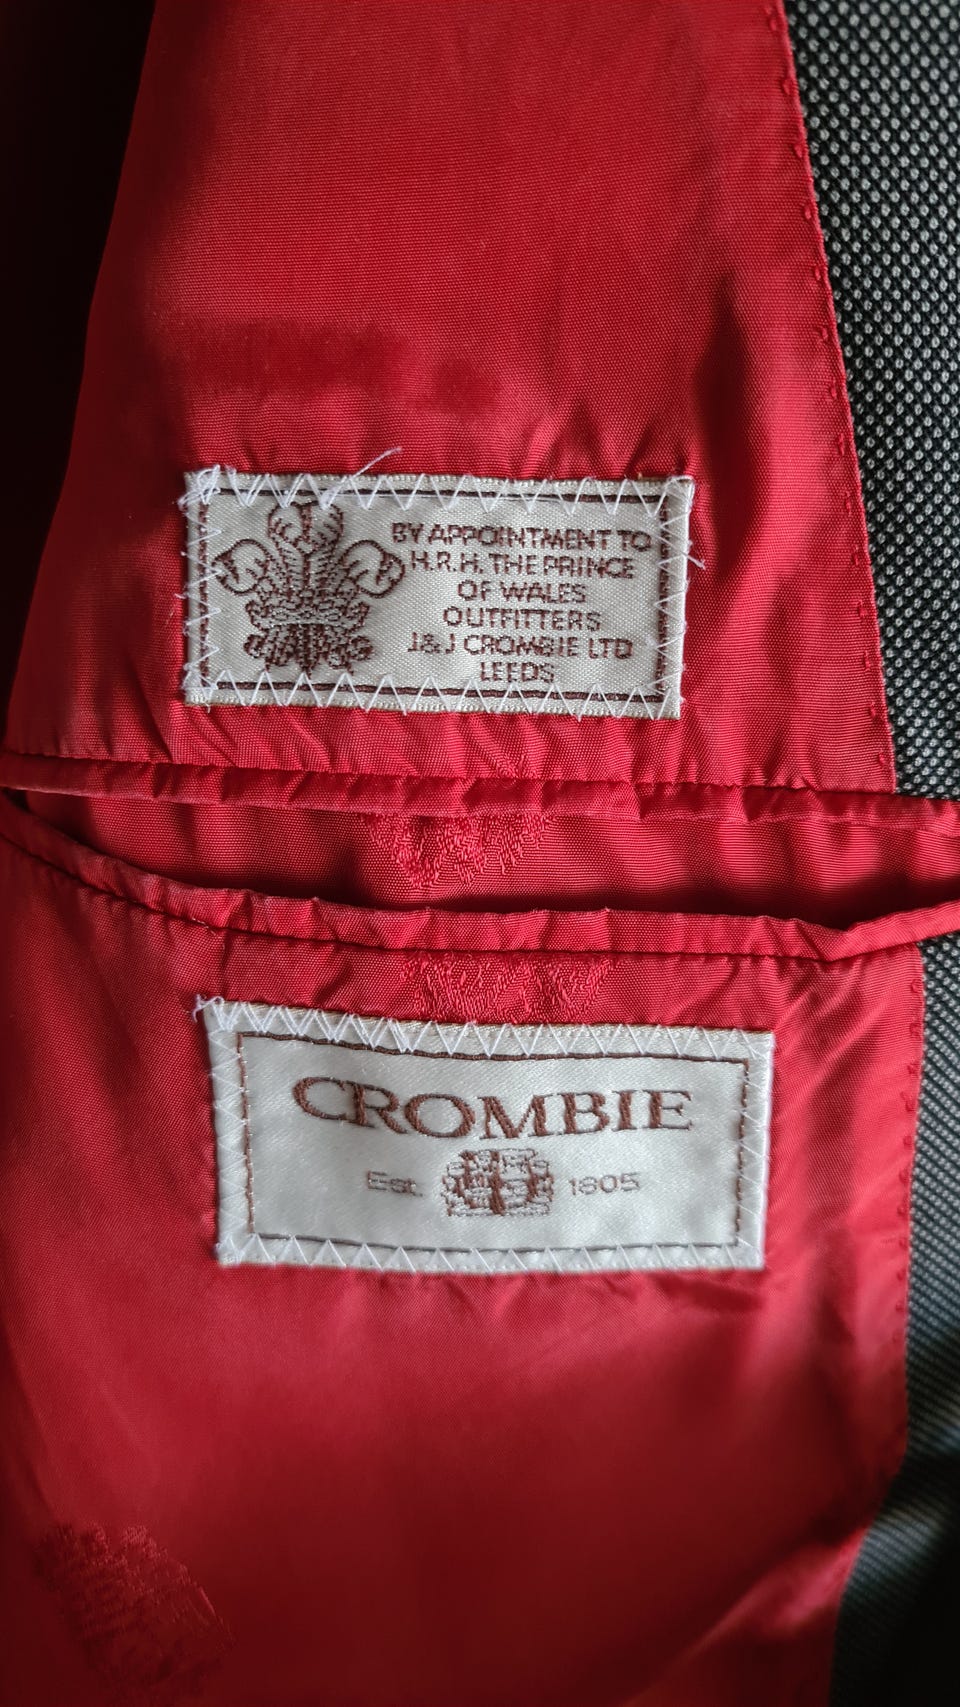 BY APPOINTMENT TO
H.R.H. THE PRINCE
OF WALES
OUTFITTERS
J&J CROMBIE LTD
LEEDS
CROMBIE
Est. 1805